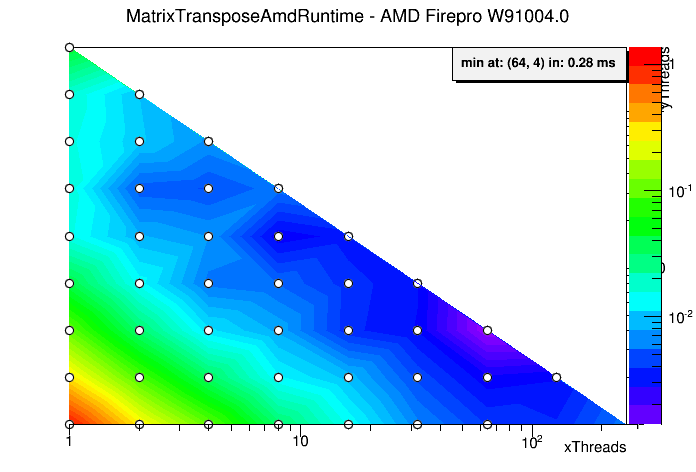 MatrixTransposeAmdRuntime - AMD Firepro W91004.0
min at: (64, 4) in: 0.28 ms
1
yThreads
10⁻¹
10⁻²
1
10
10²
xThreads